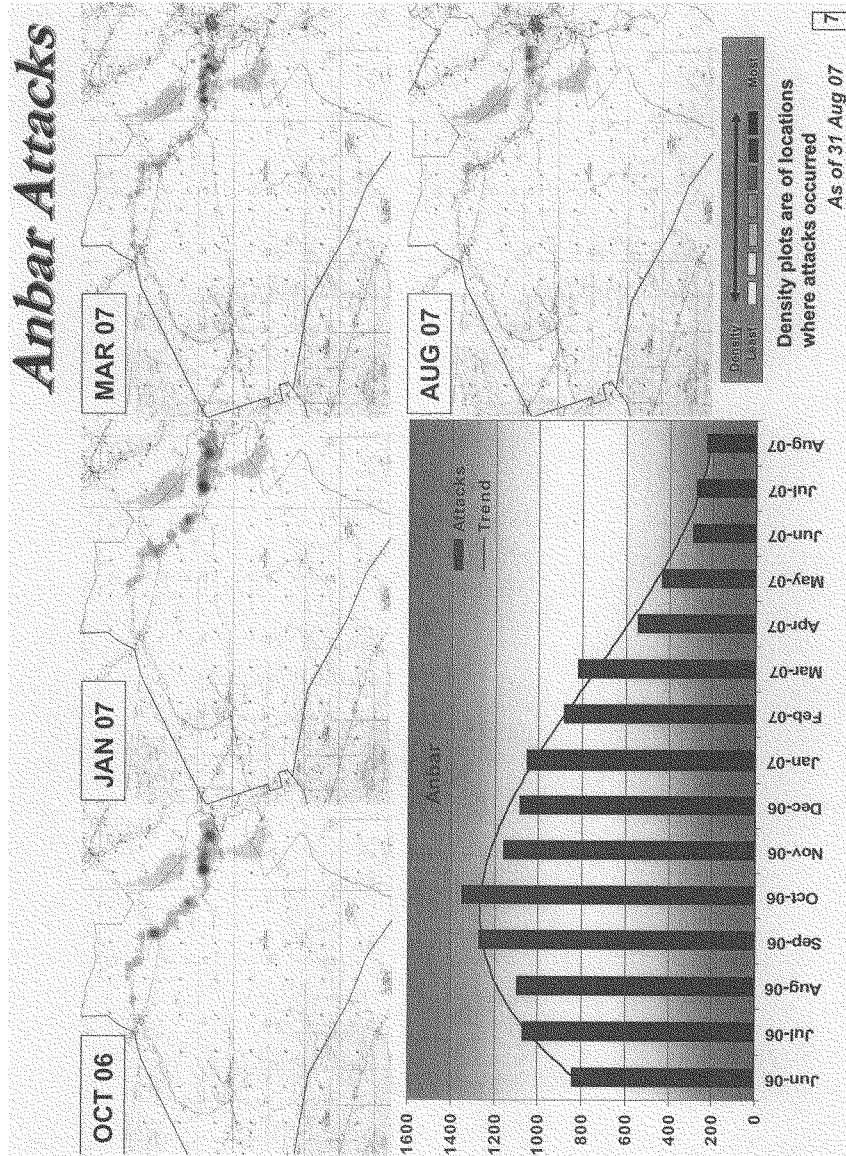 Anbar Attacks
OCT 06
JAN 07
MAR 07
AUG 07
Anbar
Attacks
Trend
1600
1400
1200
1000
800
600
400
200
0
Jun-06
Jul-06
Aug-06
Sep-06
Oct-06
Nov-06
Dec-06
Jan-07
Feb-07
Mar-07
Apr-07
May-07
Jun-07
Jul-07
Aug-07
Density
Least
Most
Density plots are of locations
where attacks occurred
As of 31 Aug 07
7